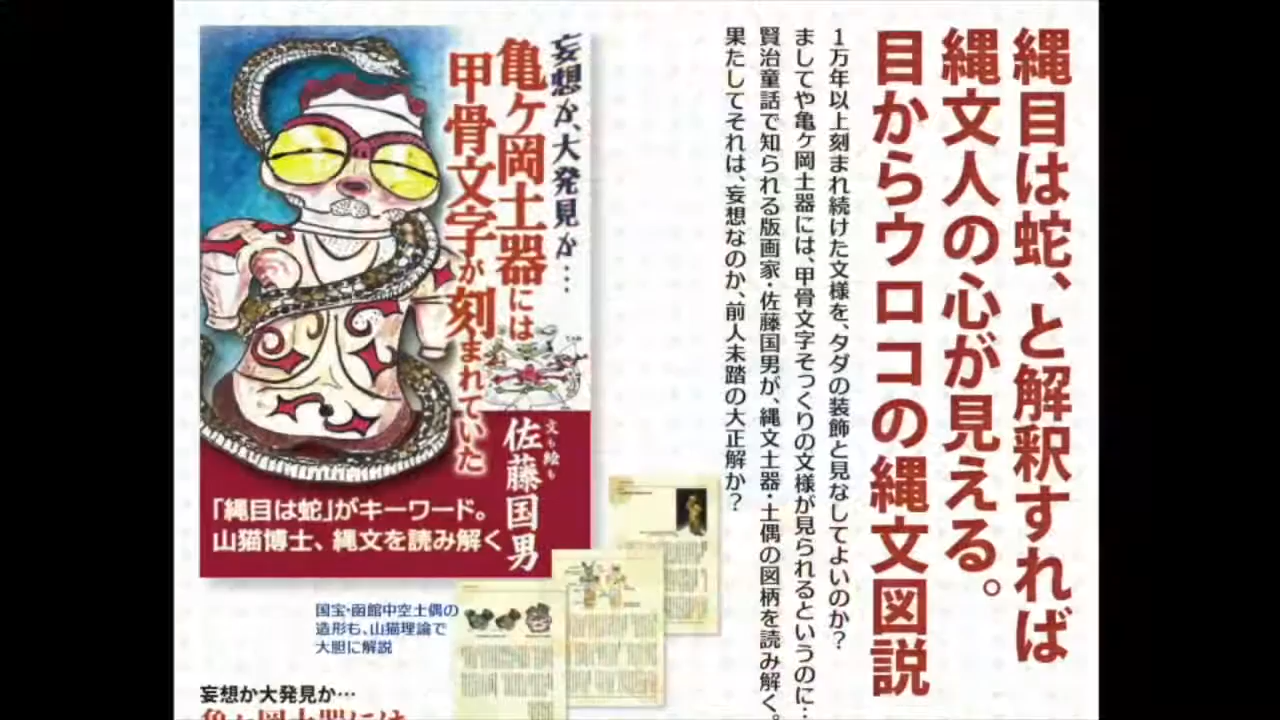 縄目は蛇、と解釈すれば
縄文人の心が見える。
目からウロコの縄文図説
1万年以上刻まれ続けた文様を、タダの装飾と見なしてよいのか?
ましてや亀ケ岡土器には、甲骨文字そっくりの文様が見られるというのに…
賢治童話で知られる版画家・佐藤国男が、縄文土器・土偶の図柄を読み解く。
果たしてそれは、妄想なのか、前人未踏の大正解か?
妄想か、大発見か…
亀ケ岡土器には
甲骨文字が刻まれていた
文も絵も
佐藤国男
「縄目は蛇」がキーワード。
山猫博士、縄文を読み解く
国宝・函館中空土偶の
造形も、山猫理論で
大胆に解説
妄想か大発見か…
亀ケ岡土器には